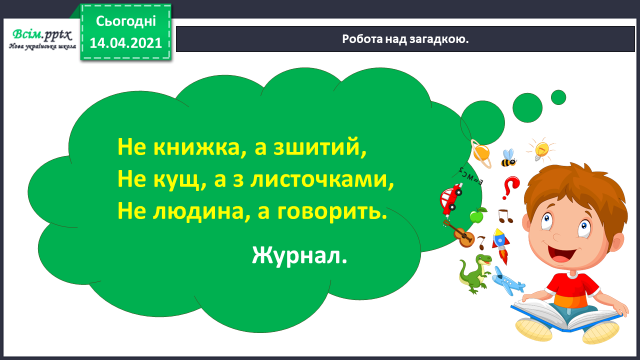 Всім.pptx
Нова українська школа
Сьогодні
14.04.2021
Робота над загадкою.
Не книжка, а зшитий,
Не кущ, а з листочками,
Не людина, а говорить.
Журнал.